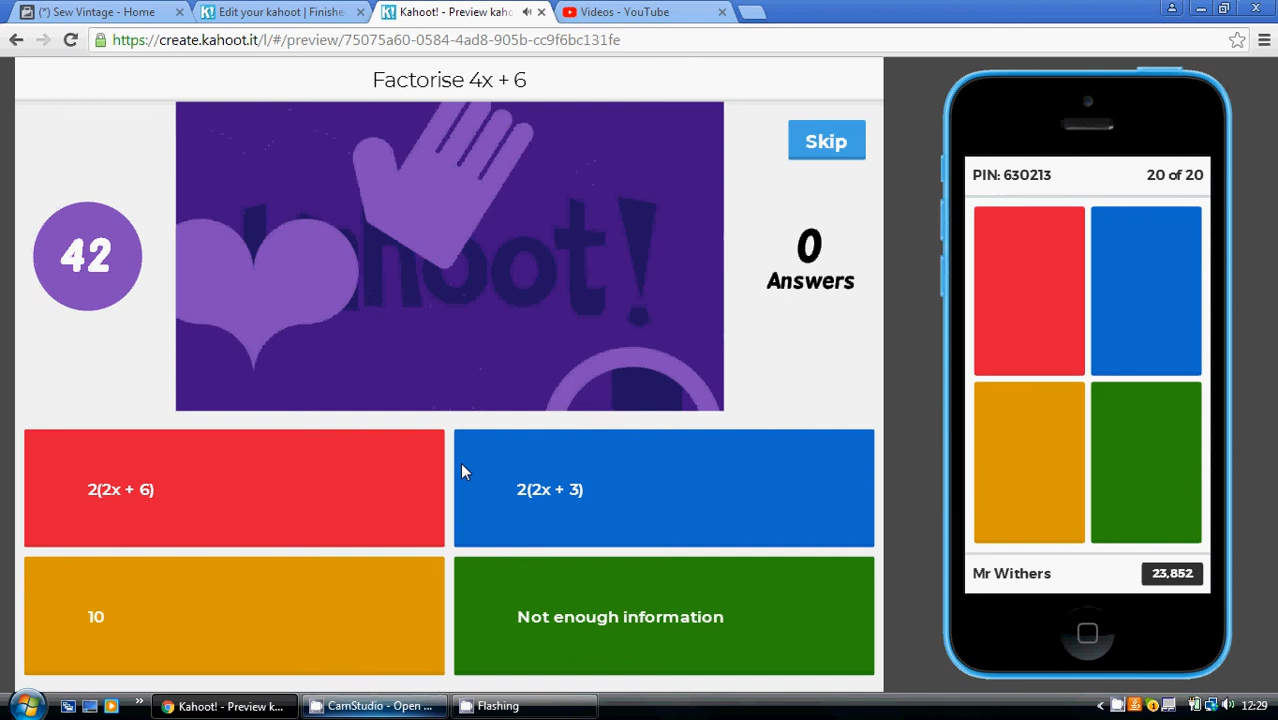 (*) Sew Vintage - Home
Edit your kahoot | Finishe
Kahoot! - Preview kaho
Videos - YouTube
https://create.kahoot.it/l/#/preview/75075a60-0584-4ad8-905b-cc9f6bc131fe
Factorise 4x + 6
Skip
42
kahoot!
0
Answers
2(2x + 6)
2(2x + 3)
10
Not enough information
PIN: 630213
20 of 20
Mr Withers
23,852
Kahoot! - Preview k...
CamStudio - Open ...
Flashing
12:29